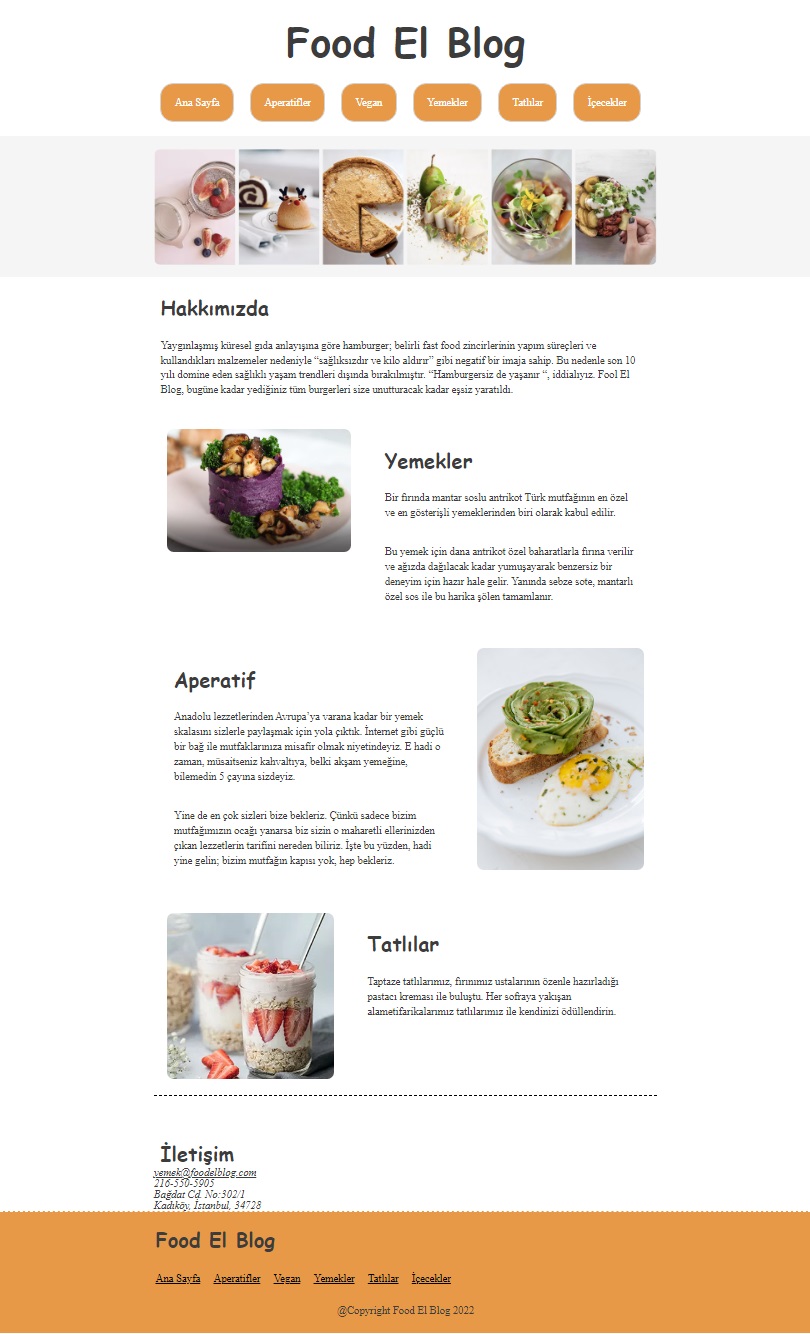 Food El Blog
Ana Sayfa Aperatifler Vegan Yemekler Tatlılar İçecekler
Hakkımızda
Yaygınlaşmış küresel gıda anlayışına göre hamburger; belirli fast food zincirlerinin yapım süreçleri ve
kullandıkları malzemeler nedeniyle “sağlıksızdır ve kilo aldırır” gibi negatif bir imaja sahip. Bu nedenle son 10
yılı domine eden sağlıklı yaşam trendleri dışında bırakılmıştır. “Hamburgersiz de yaşanır “, iddialıyız. Fool El
Blog, bugüne kadar yediğiniz tüm burgerleri size unutturacak kadar eşsiz yaratıldı.
Yemekler
Bir fırında mantar soslu antrikot Türk mutfağının en özel
ve en gösterişli yemeklerinden biri olarak kabul edilir.
Bu yemek için dana antrikot özel baharatlarla fırına verilir
ve ağızda dağılacak kadar yumuşayarak benzersiz bir
deneyim için hazır hale gelir. Yanında sebze sote, mantarlı
özel sos ile bu harika şölen tamamlanır.
Aperatif
Anadolu lezzetlerinden Avrupa’ya varana kadar bir yemek
skalasını sizlerle paylaşmak için yola çıktık. İnternet gibi güçlü
bir bağ ile mutfaklarınıza misafir olmak niyetindeyiz. E hadi o
zaman, müsaitseniz kahvaltıya, belki akşam yemeğine,
bilemedin 5 çayına sizdeyiz.
Yine de en çok sizleri bize bekleriz. Çünkü sadece bizim
mutfağımızın ocağı yanarsa biz sizin o maharetli ellerinizden
çıkan lezzetlerin tarifini nereden biliriz. İşte bu yüzden, hadi
yine gelin; bizim mutfağın kapısı yok, hep bekleriz.
Tatlılar
Taptaze tatlılarımız, fırınımız ustalarının özenle hazırladığı
pastacı kreması ile buluştu. Her sofraya yakışan
alametifarikalarımız tatlılarımız ile kendinizi ödüllendirin.
İletişim
yemek@foodelblog.com
216-550-5905
Bağdat Cd. No:302/1
Kadıköy, İstanbul, 34728
Food El Blog
Ana Sayfa Aperatifler Vegan Yemekler Tatlılar İçecekler
@Copyright Food El Blog 2022